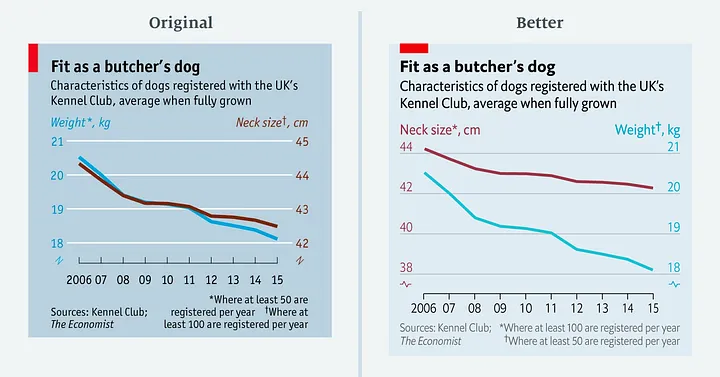 Original
Better
Fit as a butcher's dog
Characteristics of dogs registered with the UK's
Kennel Club, average when fully grown
Weight*, kg
Neck size†, cm
21
20
19
18
45
44
43
42
2006 07 08 09 10 11 12 13 14 15
Sources: Kennel Club;
The Economist
*Where at least 50 are
registered per year †Where at
least 100 are registered per year
Fit as a butcher's dog
Characteristics of dogs registered with the UK's
Kennel Club, average when fully grown
Neck size*, cm
Weight†, kg
44
42
40
38
21
20
19
18
2006 07 08 09 10 11 12 13 14 15
Sources: Kennel Club;
The Economist
*Where at least 100 are registered per year
†Where at least 50 are registered per year